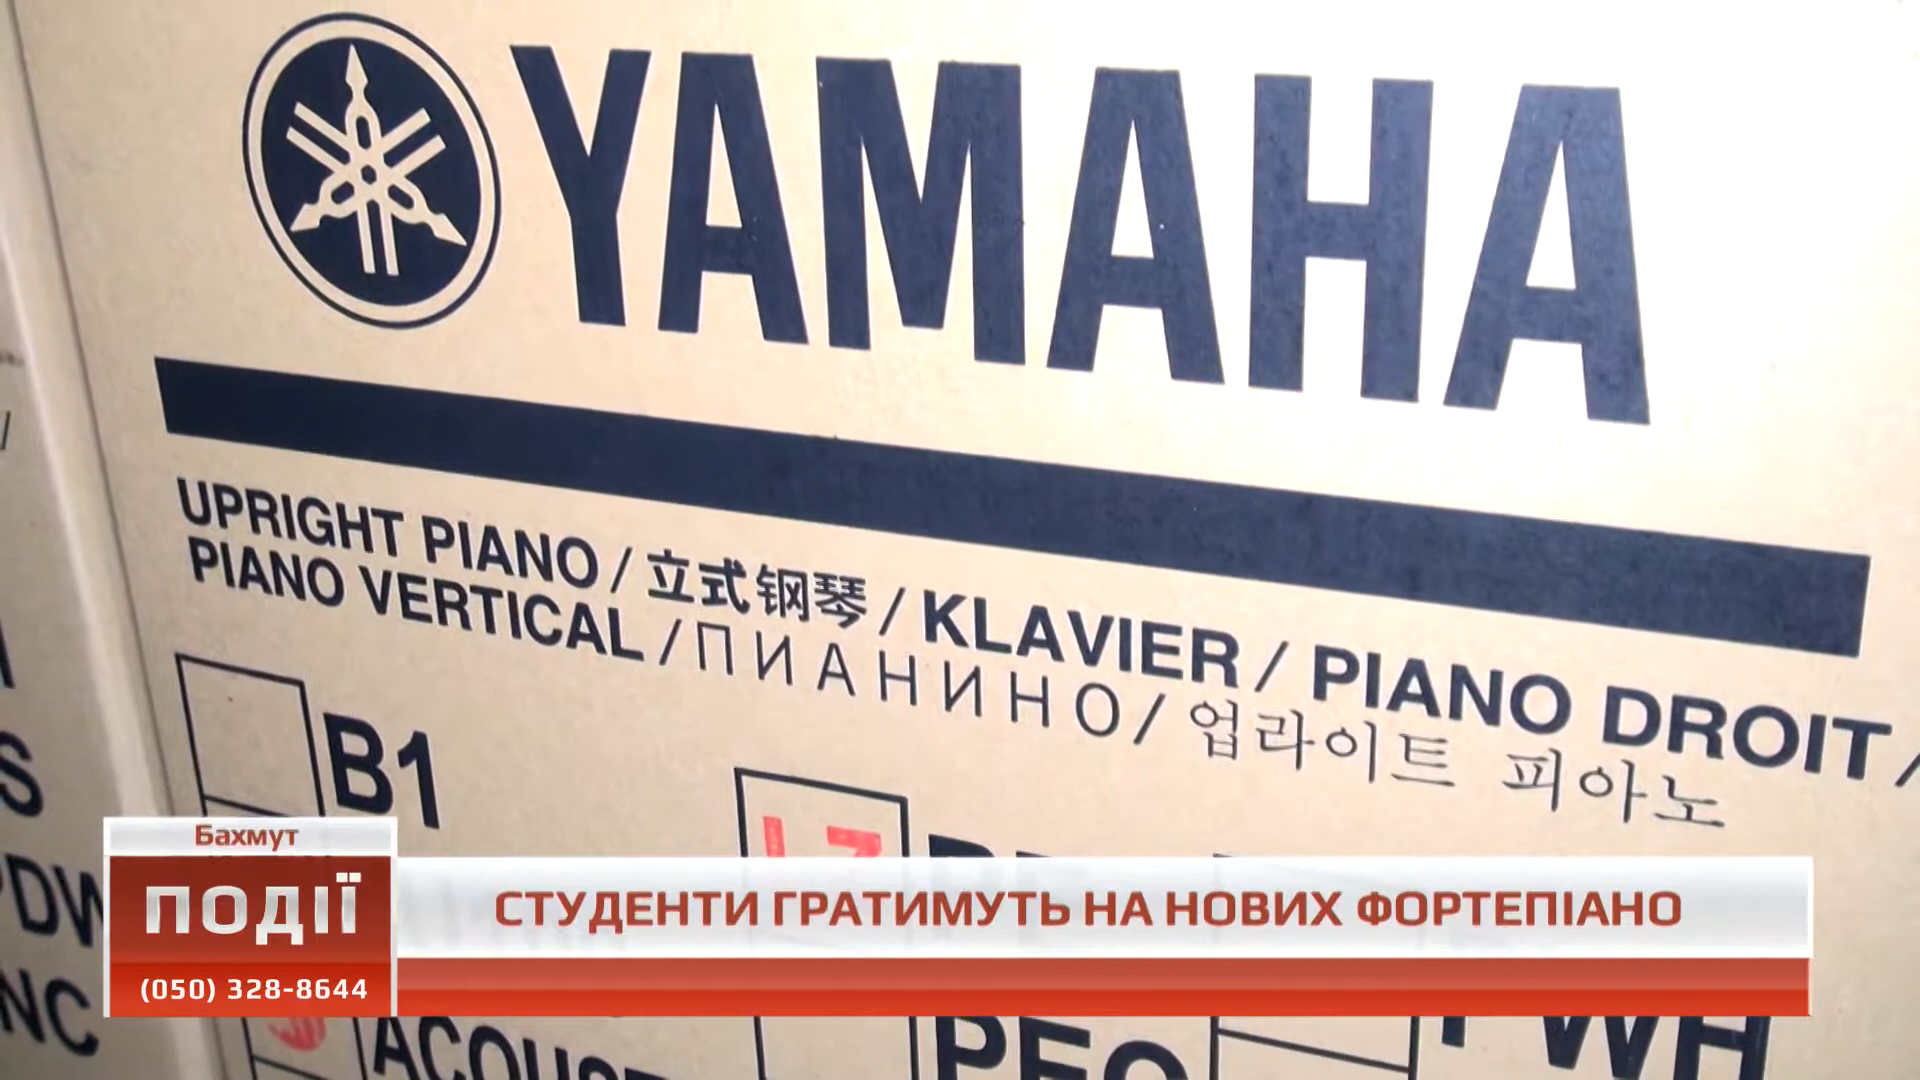 YAMAHA
UPRIGHT PIANO / 立式钢琴 / KLAVIER / PIANO DROIT /
PIANO VERTICAL / ПИАНИНО / 업라이트 피아노
B1
Бахмут
ПОДІЇ
СТУДЕНТИ ГРАТИМУТЬ НА НОВИХ ФОРТЕПІАНО
(050) 328-8644